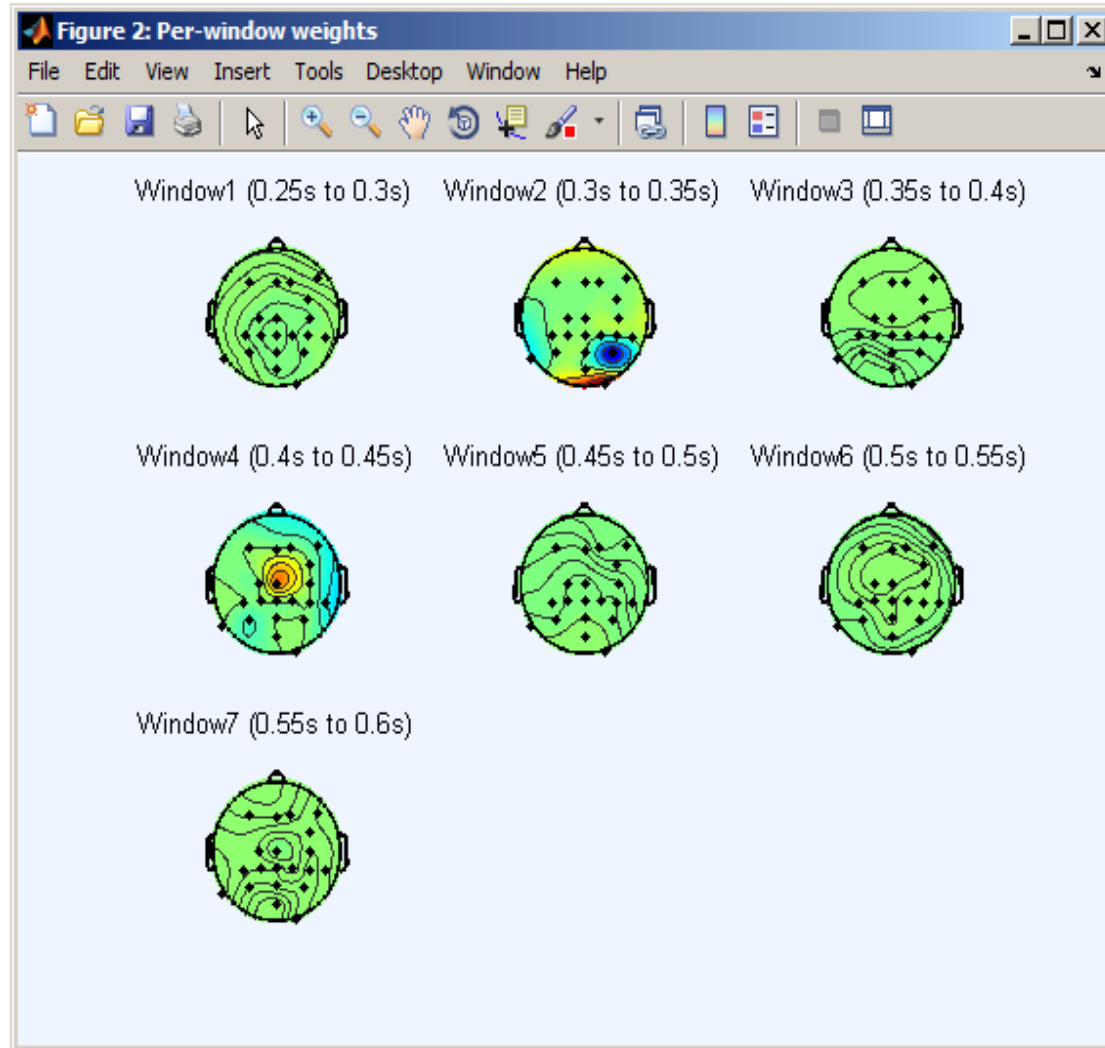 Figure 2: Per-window weights
File Edit View Insert Tools Desktop Window Help
Window1 (0.25s to 0.3s) Window2 (0.3s to 0.35s) Window3 (0.35s to 0.4s)
Window4 (0.4s to 0.45s) Window5 (0.45s to 0.5s) Window6 (0.5s to 0.55s)
Window7 (0.55s to 0.6s)